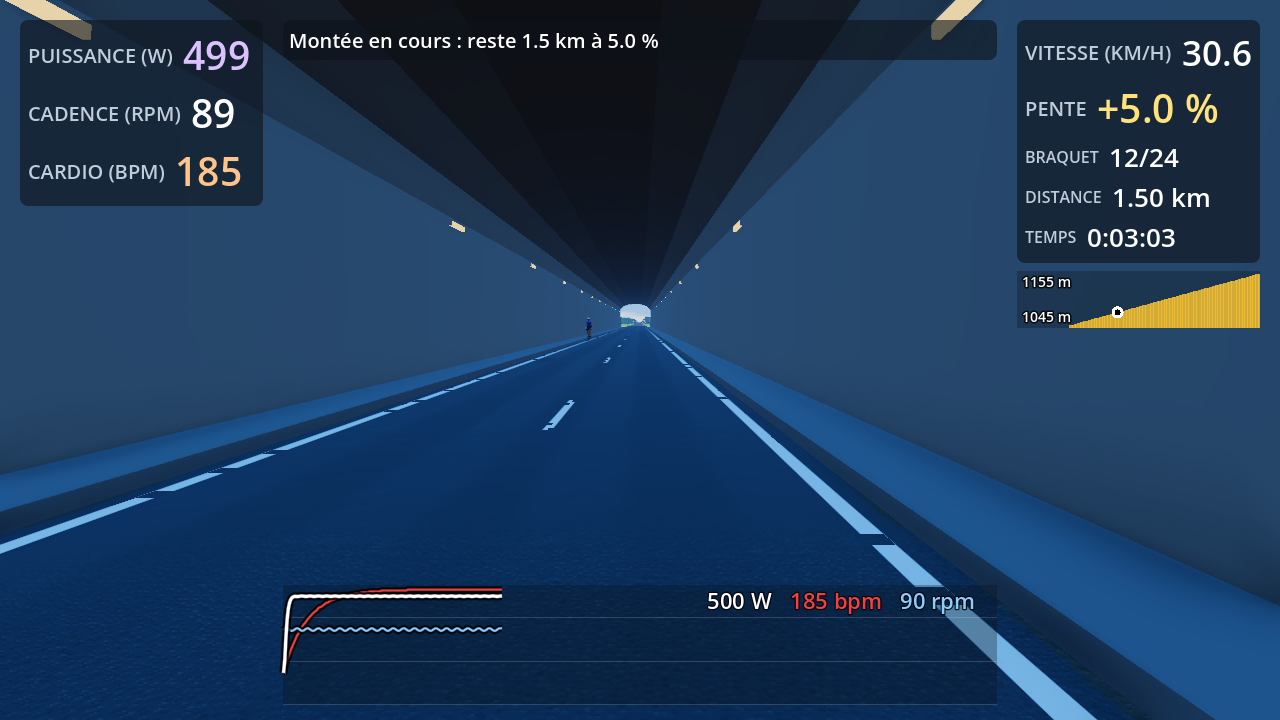 PUISSANCE (W) 499
CADENCE (RPM) 89
CARDIO (BPM) 185
Montée en cours : reste 1.5 km à 5.0 %
VITESSE (KM/H) 30.6
PENTE +5.0 %
BRAQUET 12/24
DISTANCE 1.50 km
TEMPS 0:03:03
1155 m
1045 m
500 W 185 bpm 90 rpm